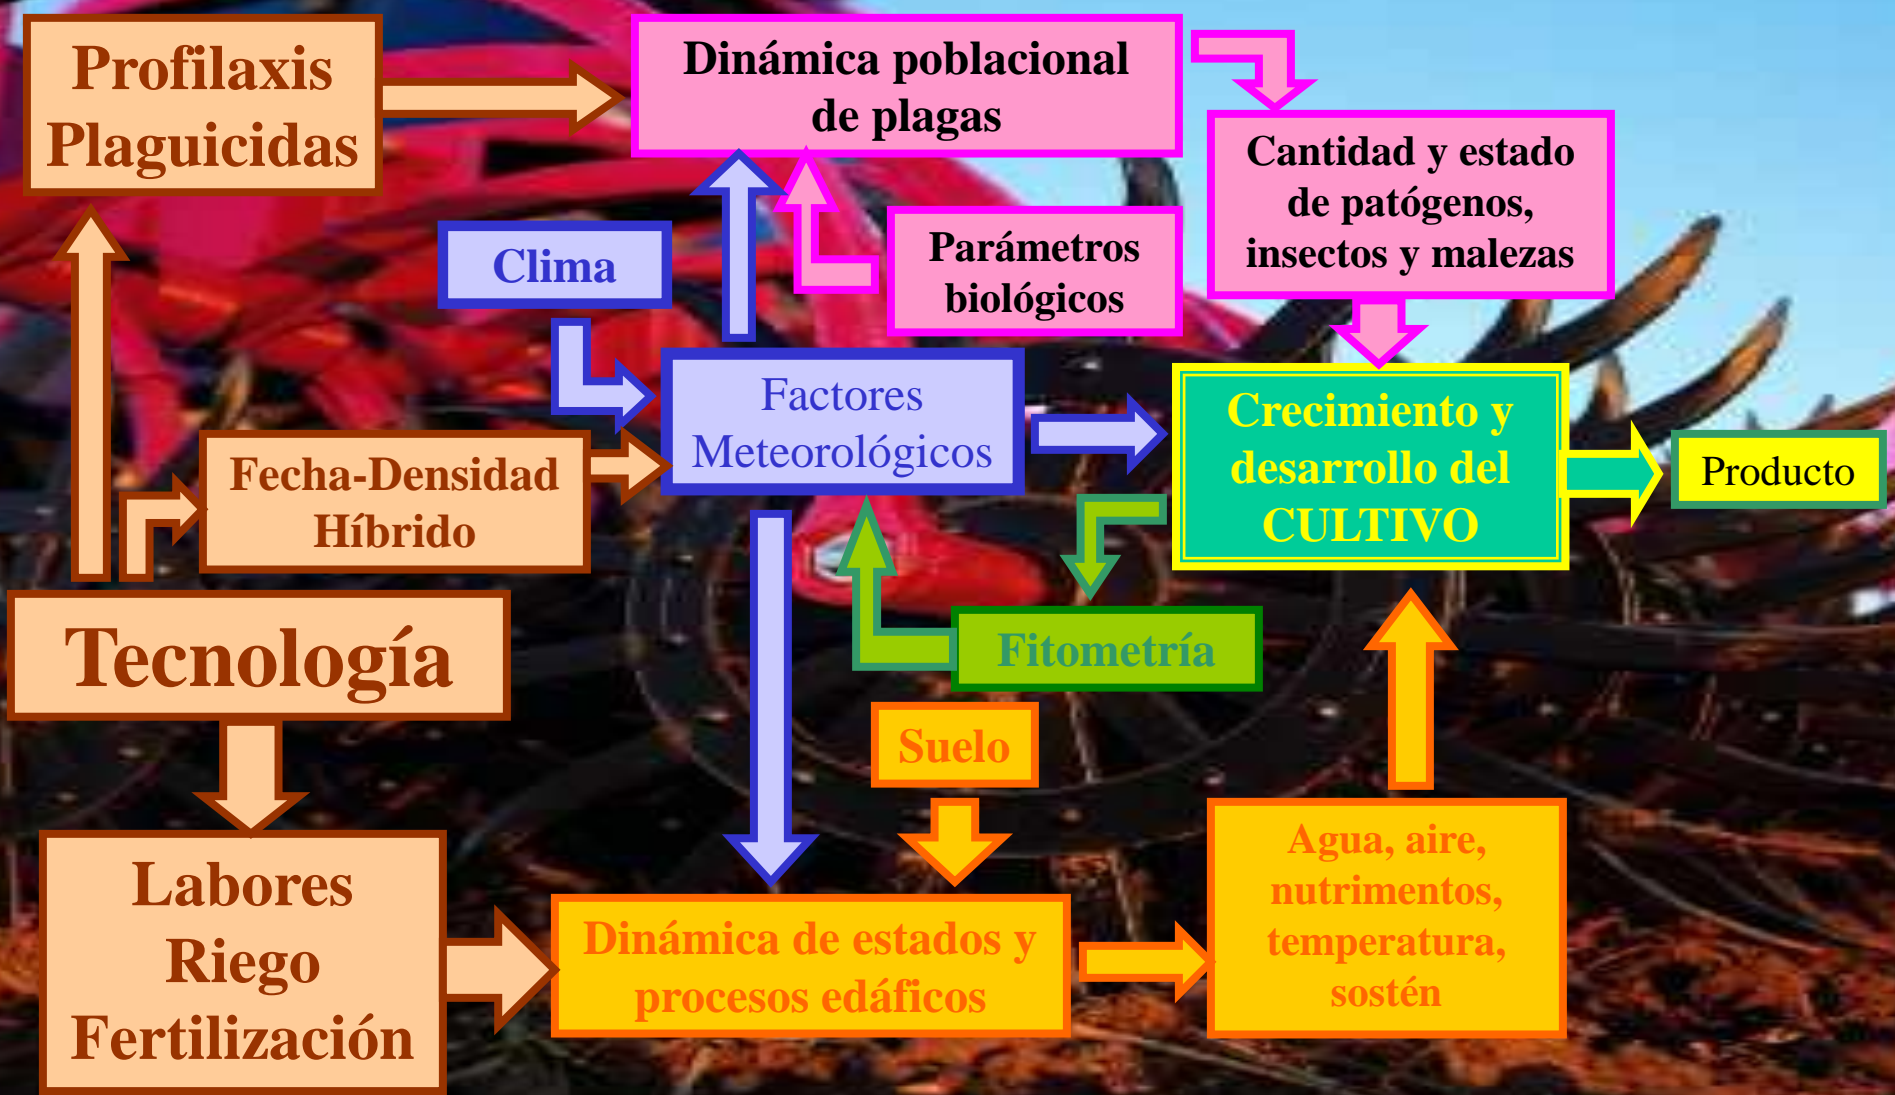 Profilaxis
Plaguicidas
Dinámica poblacional
de plagas
Cantidad y estado
de patógenos,
insectos y malezas
Clima
Parámetros
biológicos
Factores
Meteorológicos
Crecimiento y
desarrollo del
CULTIVO
Producto
Fecha-Densidad
Híbrido
Tecnología
Fitometría
Suelo
Labores
Riego
Fertilización
Dinámica de estados y
procesos edáficos
Agua, aire,
nutrimentos,
temperatura,
sostén